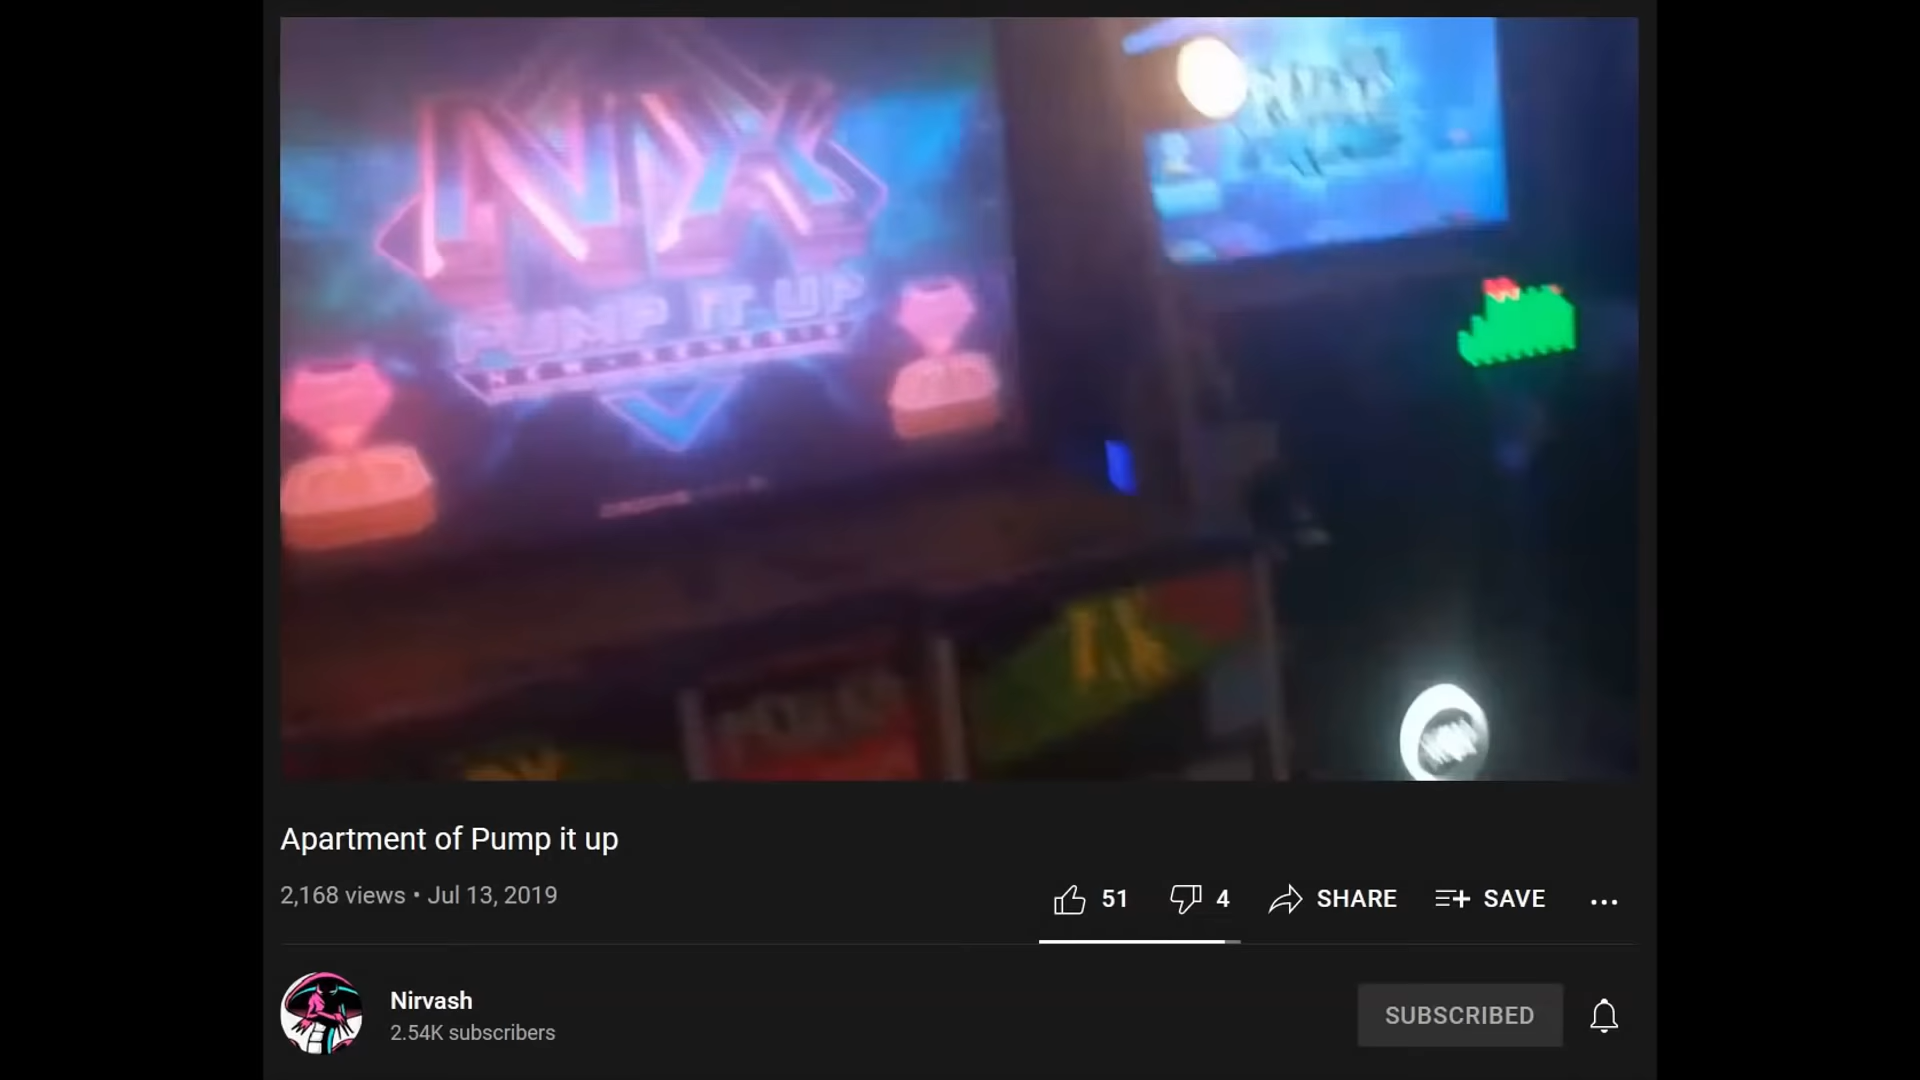 NX
PUMP IT UP
Apartment of Pump it up
2,168 views • Jul 13, 2019
51
4
SHARE
SAVE
Nirvash
2.54K subscribers
SUBSCRIBED